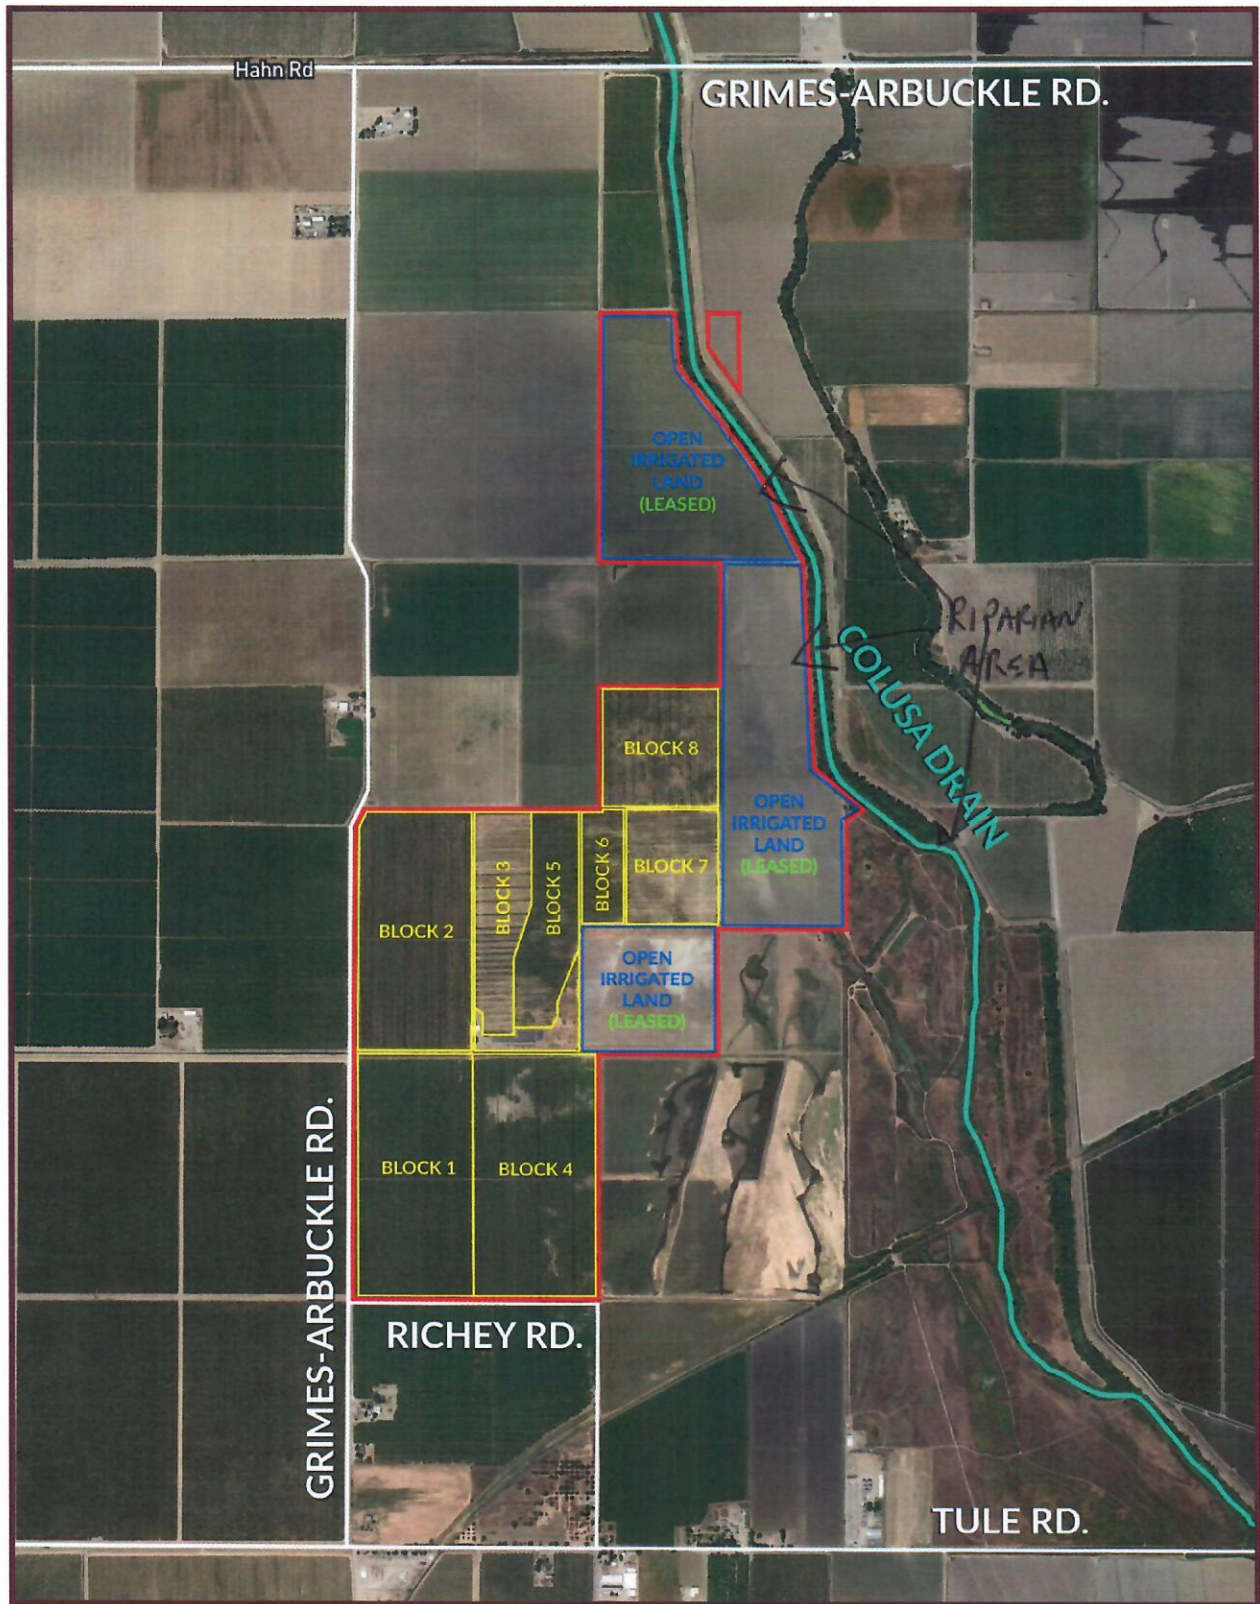 Hahn Rd
GRIMES-ARBUCKLE RD.
OPEN
IRRIGATED
LAND
(LEASED)
RIPARIAN
AREA
COLUSA DRAIN
BLOCK 8
OPEN
IRRIGATED
LAND
(LEASED)
BLOCK 2
BLOCK 3
BLOCK 5
BLOCK 6
BLOCK 7
OPEN
IRRIGATED
LAND
(LEASED)
BLOCK 1
BLOCK 4
GRIMES-ARBUCKLE RD.
RICHEY RD.
TULE RD.